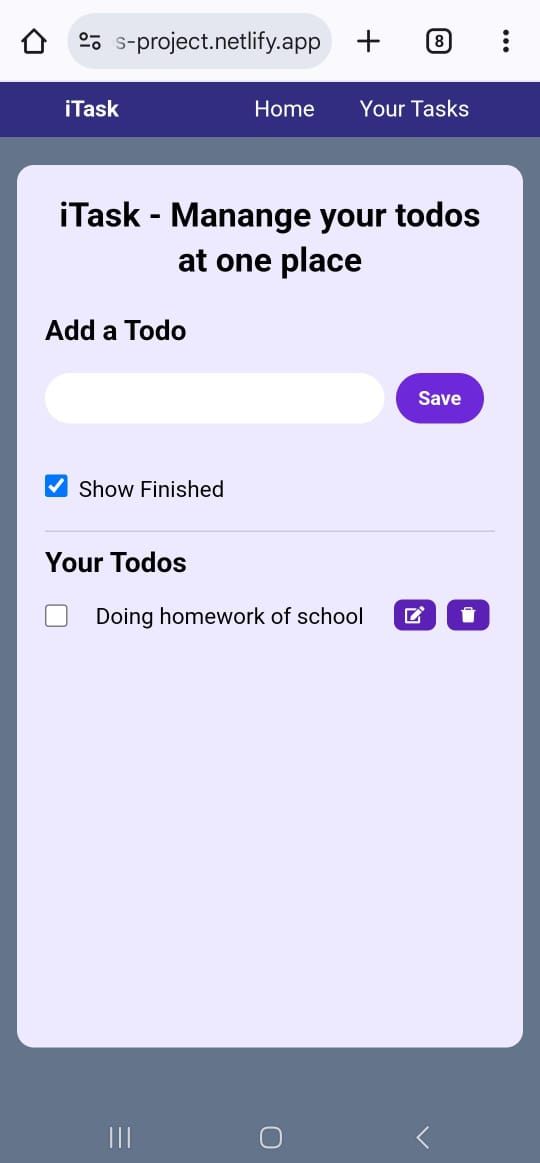 s-project.netlify.app 8
iTask Home Your Tasks
iTask - Manange your todos
at one place
Add a Todo
Save
Show Finished
Your Todos
Doing homework of school